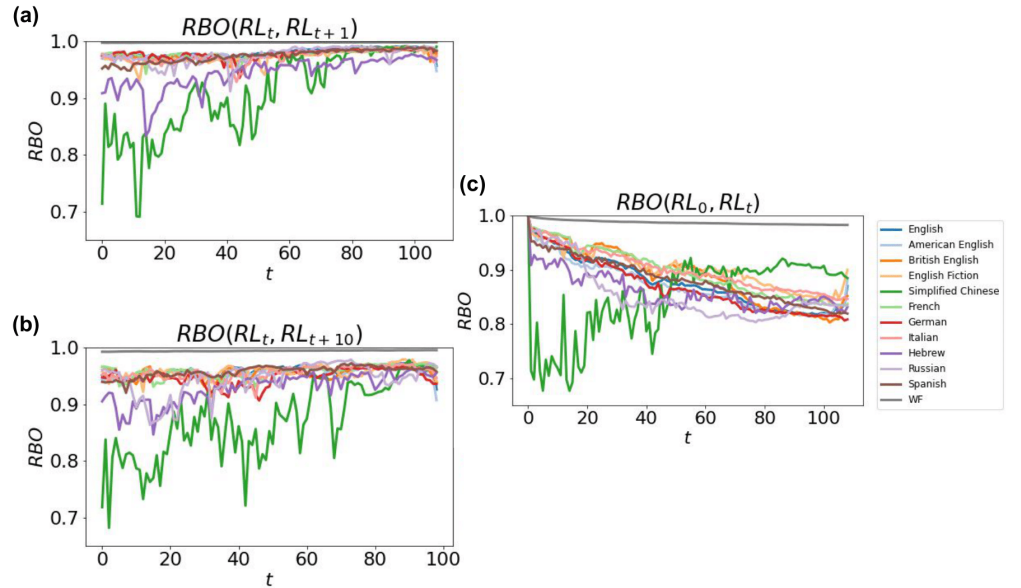 (a)
RBO(RL_t, RL_{t+1})
1.0
0.9
0.8
0.7
RBO
0 20 40 60 80 100
t
(b)
RBO(RL_t, RL_{t+10})
1.0
0.9
0.8
0.7
RBO
0 20 40 60 80 100
t
(c)
RBO(RL_0, RL_t)
1.0
0.9
0.8
0.7
RBO
0 20 40 60 80 100
t
English
American English
British English
English Fiction
Simplified Chinese
French
German
Italian
Hebrew
Russian
Spanish
WF